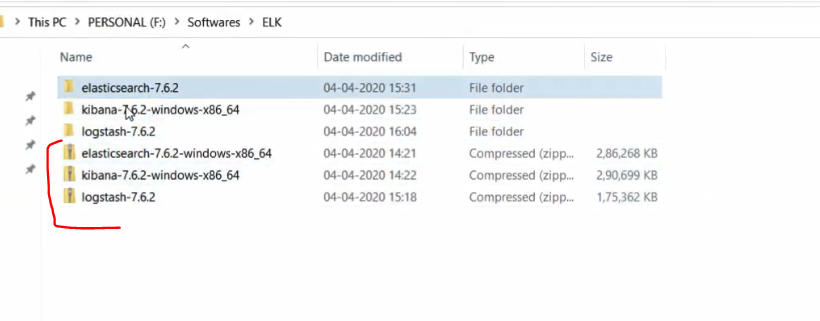 This PC > PERSONAL (F:) > Softwares > ELK
Name Date modified Type Size
elasticsearch-7.6.2 04-04-2020 15:31 File folder
kibana-7.6.2-windows-x86_64 04-04-2020 15:23 File folder
logstash-7.6.2 04-04-2020 16:04 File folder
elasticsearch-7.6.2-windows-x86_64 04-04-2020 14:21 Compressed (zipp... 2,86,268 KB
kibana-7.6.2-windows-x86_64 04-04-2020 14:22 Compressed (zipp... 2,90,699 KB
logstash-7.6.2 04-04-2020 15:18 Compressed (zipp... 1,75,362 KB